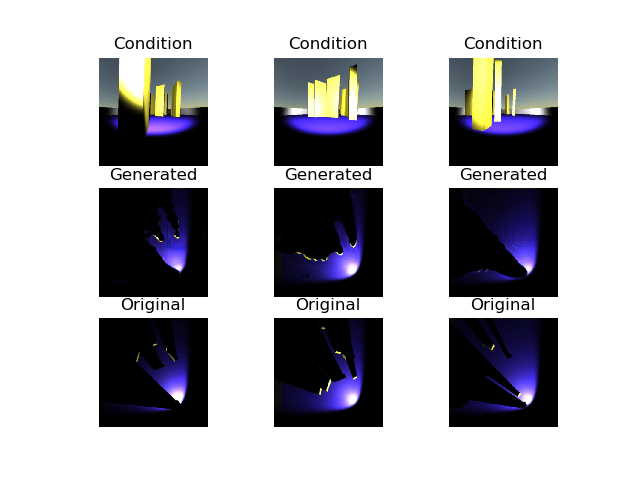 Condition Condition Condition
Generated Generated Generated
Original Original Original